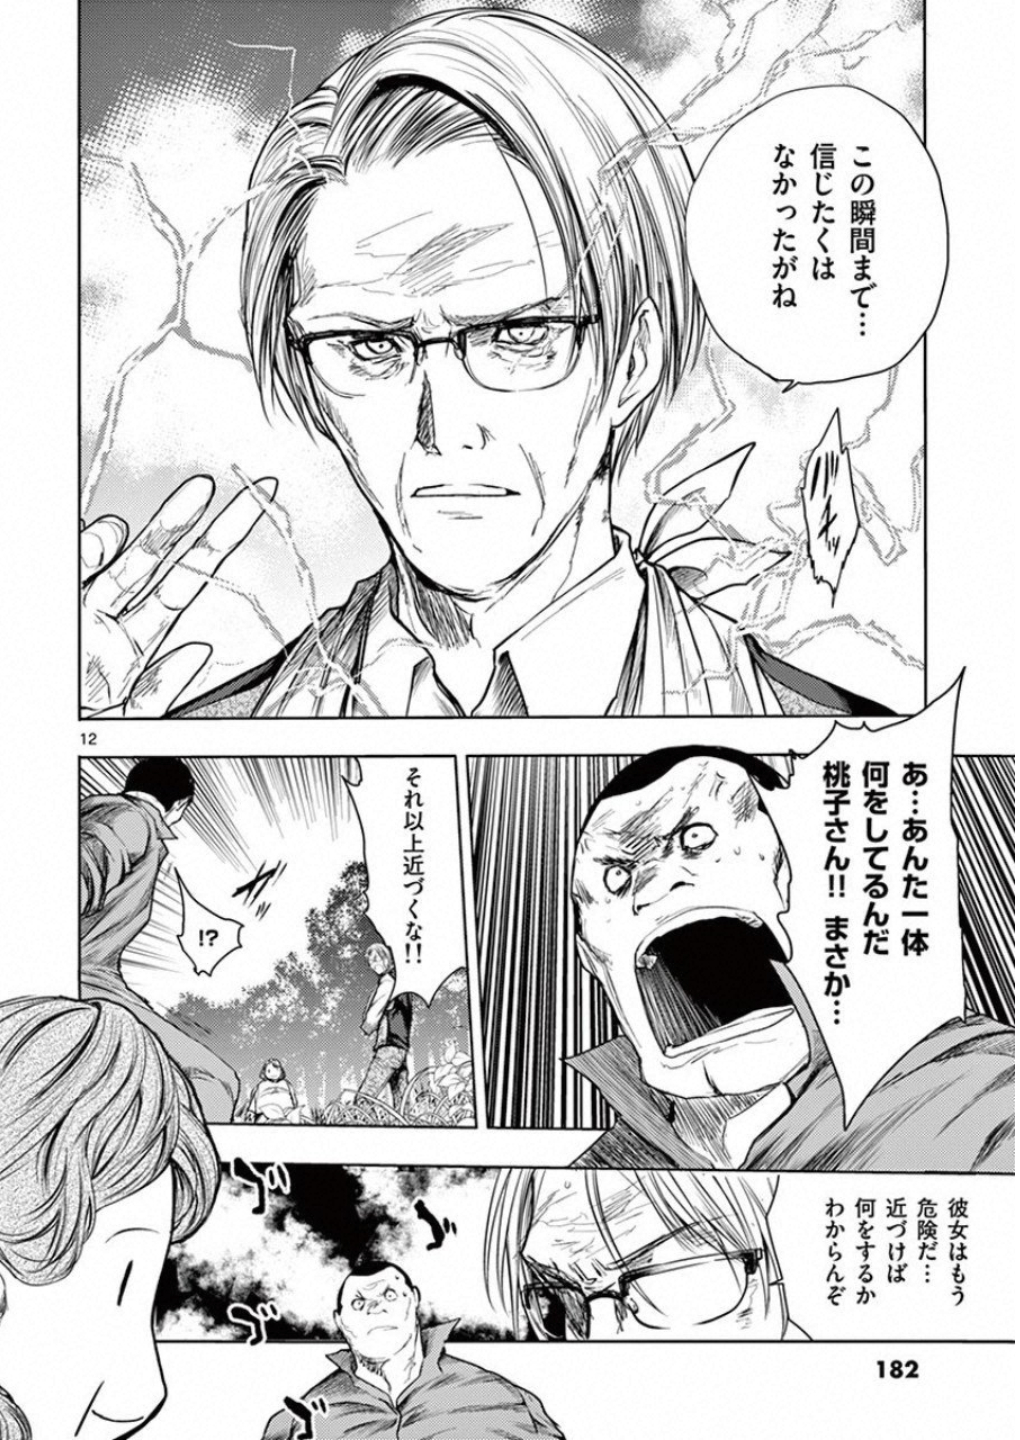 この瞬間まで…
信じたくは
なかったがね
12
あ…あんた一体
何をしてるんだ
桃子さん!! まさか…
それ以上近づくな!!
!?
ガサ
彼女はもう
危険だ…
近づけば
何をするか
わからんぞ
182